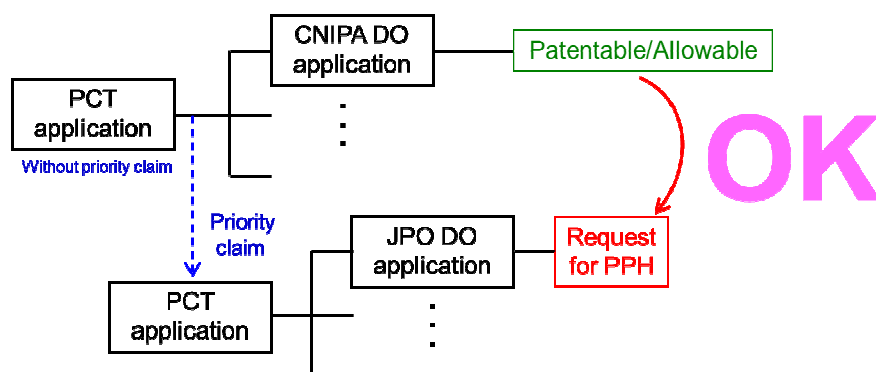 CNIPA DO
application
Patentable/Allowable
PCT
application
Without priority claim
OK
Priority
claim
JPO DO
application
Request
for PPH
PCT
application